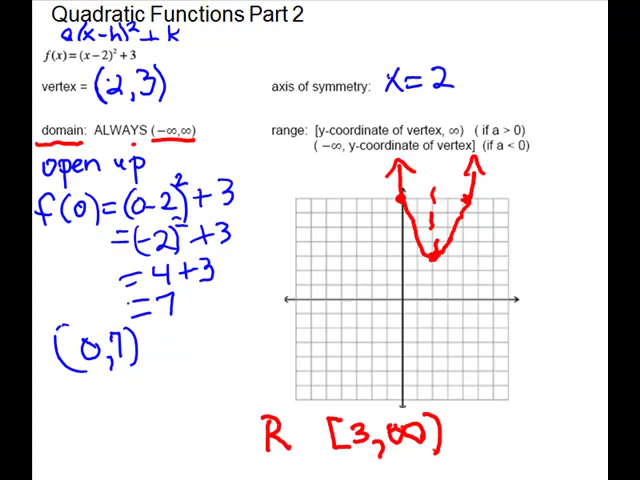 Quadratic Functions Part 2
a(x-h)²+k
f(x)=(x-2)²+3
vertex = (2,3)
axis of symmetry: x=2
domain: ALWAYS (-∞,∞)
range: [y-coordinate of vertex, ∞) ( if a > 0)
( -∞, y-coordinate of vertex] (if a < 0)
open up
f(0)=(0-2)²+3
=(-2)²+3
=4+3
=7
(0,7)
R [3,∞)